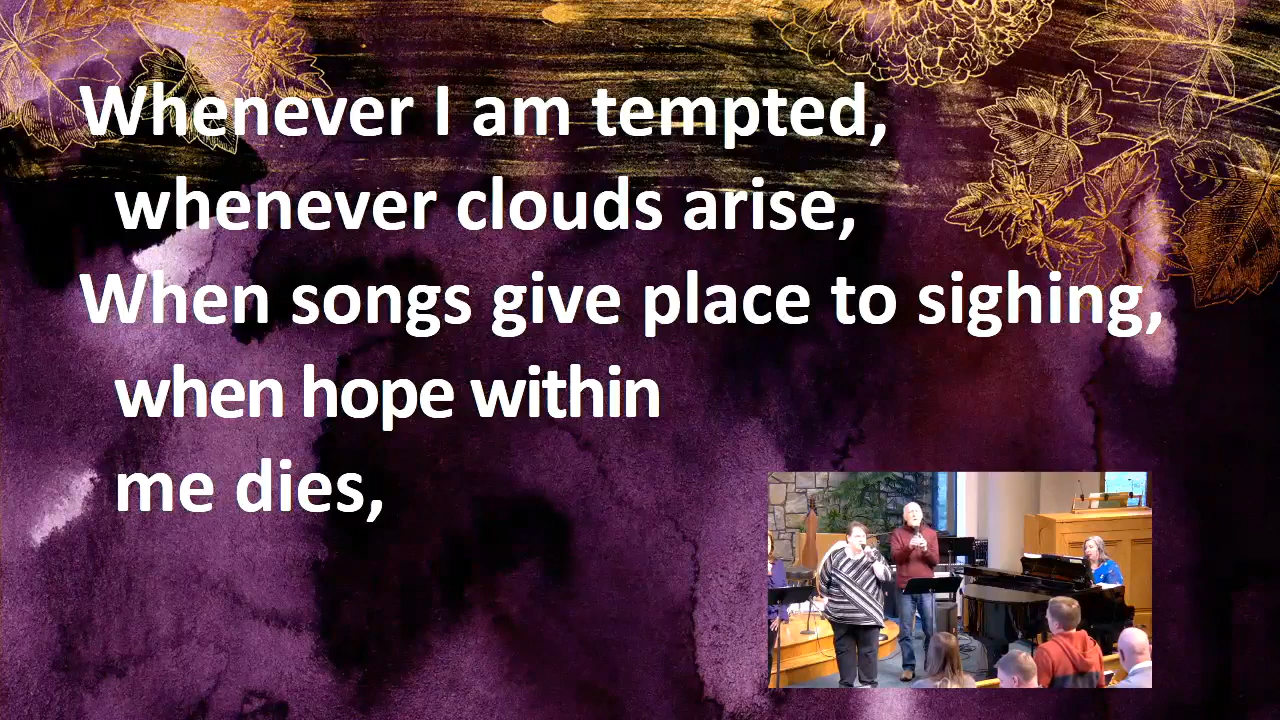 Whenever I am tempted,
whenever clouds arise,
When songs give place to sighing,
when hope within
me dies,